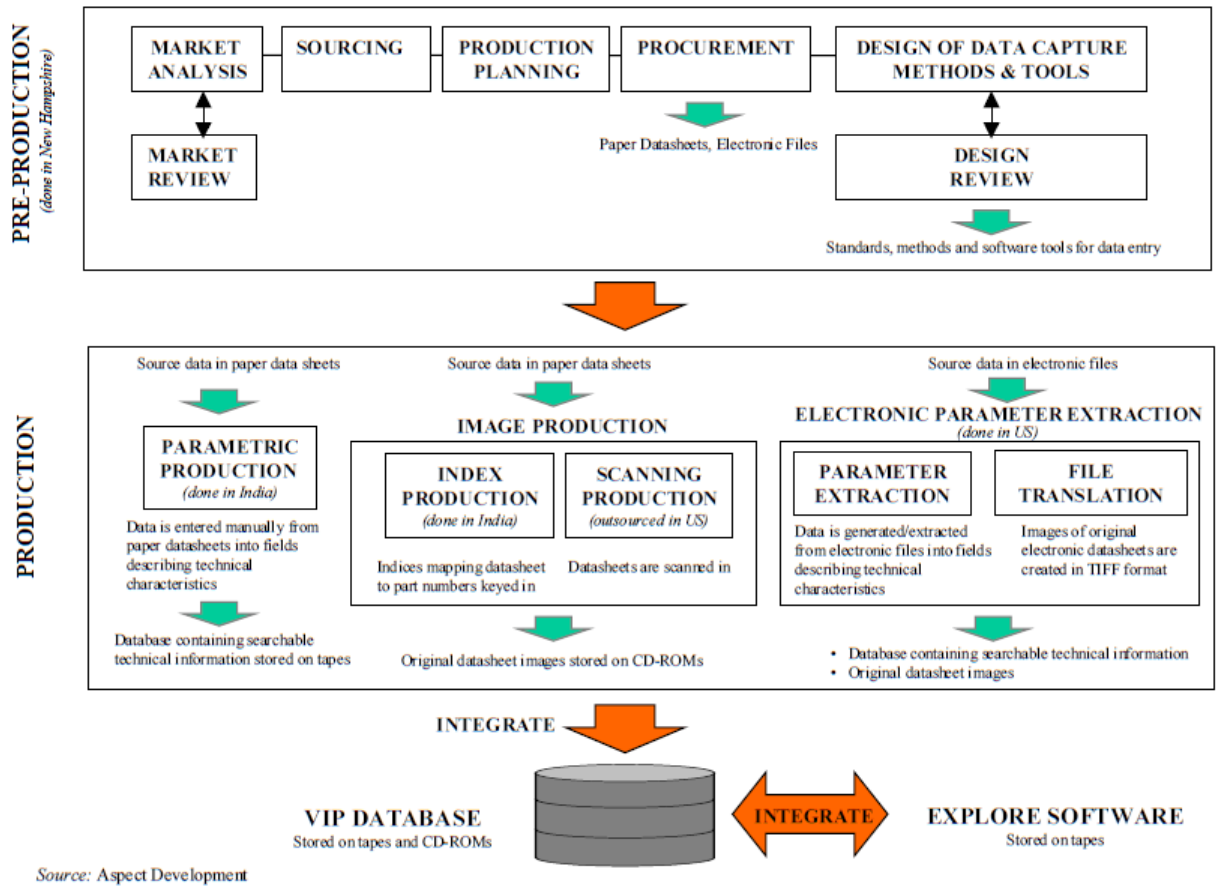 PRE-PRODUCTION
(done in New Hampshire)
MARKET
ANALYSIS
SOURCING
PRODUCTION
PLANNING
PROCUREMENT
DESIGN OF DATA CAPTURE
METHODS & TOOLS
Paper Datasheets, Electronic Files
MARKET
REVIEW
DESIGN
REVIEW
Standards, methods and software tools for data entry
PRODUCTION
Source data in paper data sheets
PARAMETRIC
PRODUCTION
(done in India)
Data is entered manually from
paper datasheets into fields
describing technical
characteristics
Database containing searchable
technical information stored on tapes
Source data in paper data sheets
IMAGE PRODUCTION
INDEX
PRODUCTION
(done in India)
Indices mapping datasheet
to part numbers keyed in
SCANNING
PRODUCTION
(outsourced in US)
Datasheets are scanned in
Original datasheet images stored on CD-ROMs
Source data in electronic files
ELECTRONIC PARAMETER EXTRACTION
(done in US)
PARAMETER
EXTRACTION
Data is generated/extracted
from electronic files into fields
describing technical
characteristics
FILE
TRANSLATION
Images of original
electronic datasheets are
created in TIFF format
• Database containing searchable technical information
• Original datasheet images
INTEGRATE
VIP DATABASE
Stored on tapes and CD-ROMs
INTEGRATE
EXPLORE SOFTWARE
Stored on tapes
Source: Aspect Development